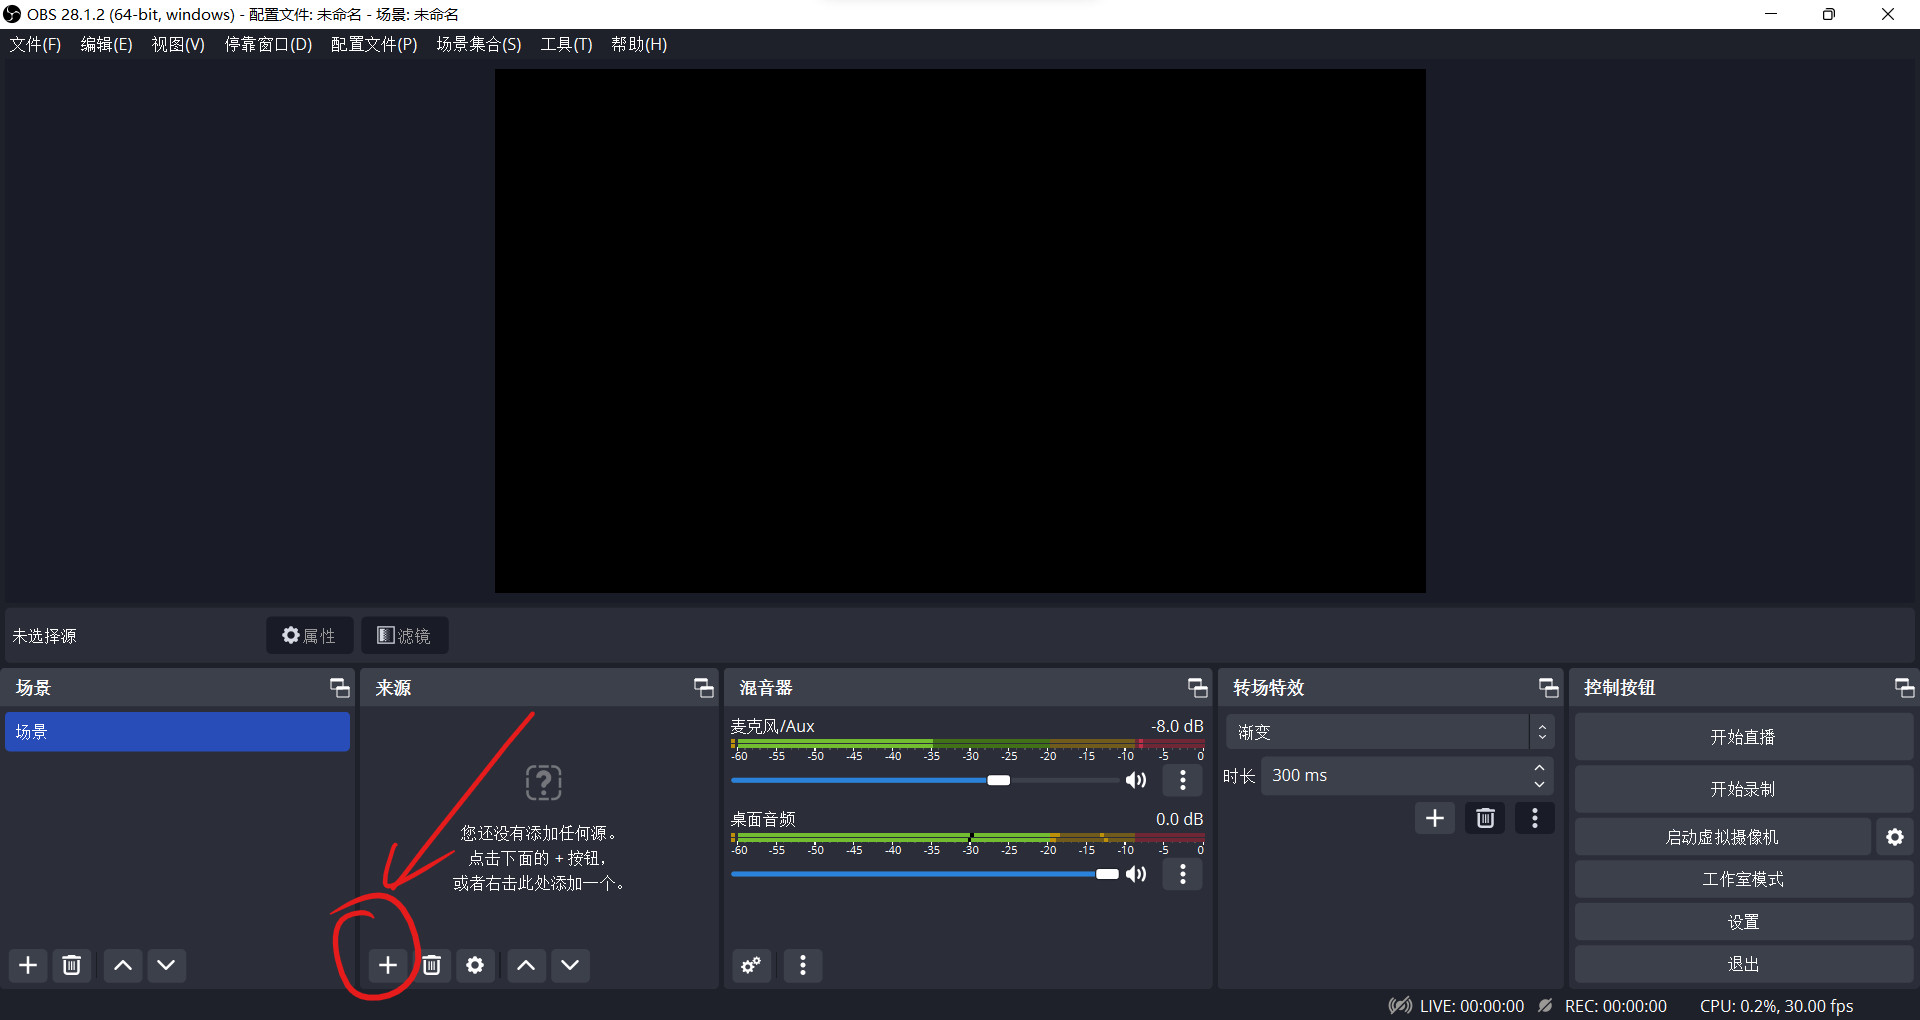 OBS 28.1.2 (64-bit, windows) - 配置文件: 未命名 - 场景: 未命名
文件(F) 编辑(E) 视图(V) 停靠窗口(D) 配置文件(P) 场景集合(S) 工具(T) 帮助(H)
未选择源 属性 滤镜
场景
场景
来源
您还没有添加任何源。
点击下面的 + 按钮，
或者右击此处添加一个。
混音器
麦克风/Aux -8.0 dB
-60 -55 -50 -45 -40 -35 -30 -25 -20 -15 -10 -5 0
桌面音频 0.0 dB
-60 -55 -50 -45 -40 -35 -30 -25 -20 -15 -10 -5 0
转场特效
渐变
时长 300 ms
控制按钮
开始直播
开始录制
启动虚拟摄像机
工作室模式
设置
退出
LIVE: 00:00:00 REC: 00:00:00 CPU: 0.2%, 30.00 fps